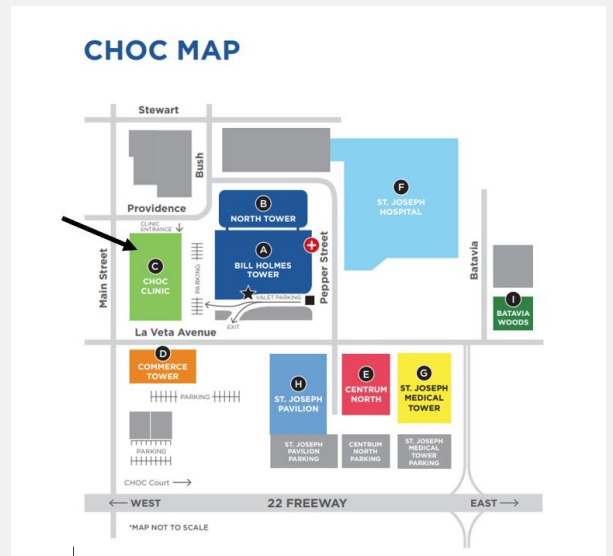 CHOC MAP
Stewart
Bush
Providence
CLINIC
ENTRANCE
B
NORTH TOWER
F
ST. JOSEPH
HOSPITAL
Main Street
C
CHOC
CLINIC
PARKING
A
BILL HOLMES
TOWER
Pepper Street
VALET PARKING
EXIT
Batavia
I
BATAVIA
WOODS
La Veta Avenue
D
COMMERCE
TOWER
PARKING
PARKING
H
ST. JOSEPH
PAVILION
E
CENTRUM
NORTH
G
ST. JOSEPH
MEDICAL
TOWER
ST. JOSEPH
PAVILION
PARKING
CENTRUM
NORTH
PARKING
ST. JOSEPH
MEDICAL
TOWER
PARKING
CHOC Court
WEST
22 FREEWAY
EAST
*MAP NOT TO SCALE